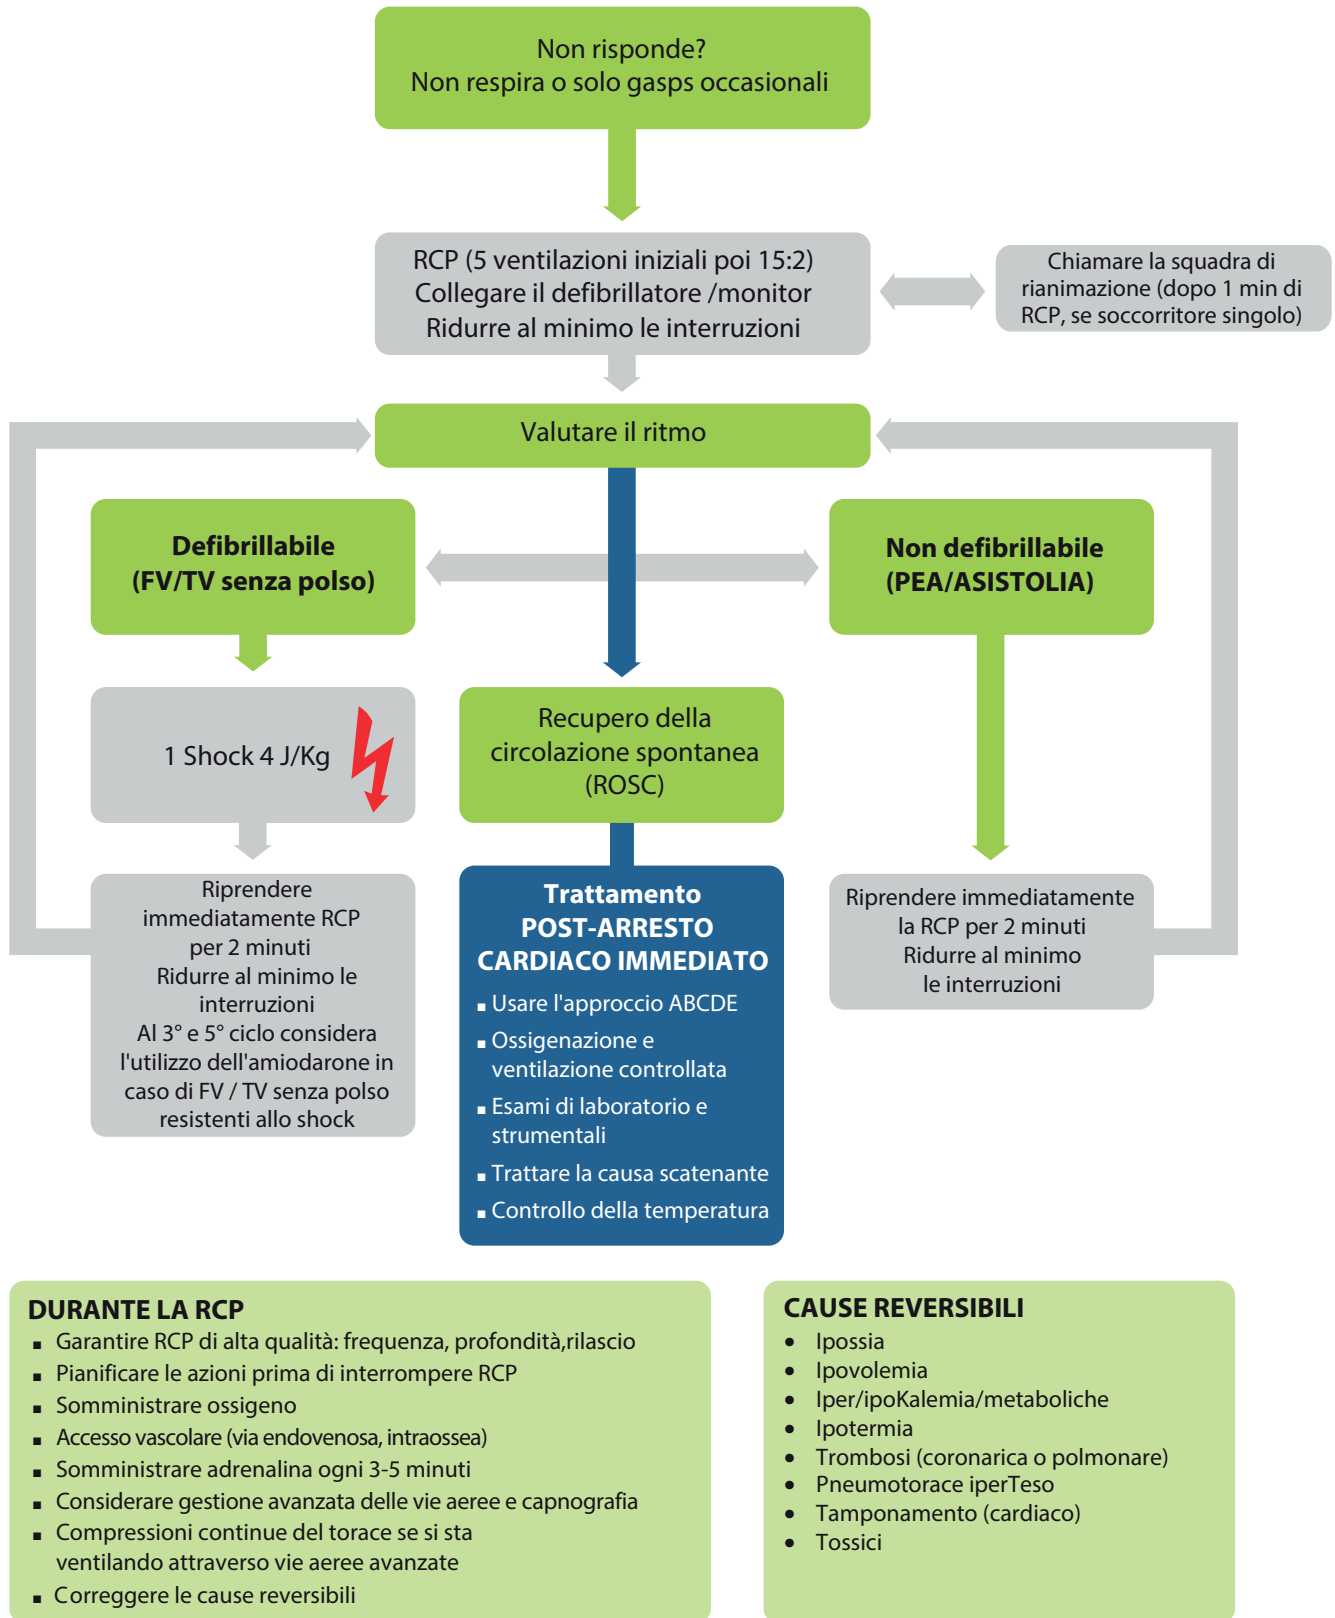 Non risponde?
Non respira o solo gasps occasionali
RCP (5 ventilazioni iniziali poi 15:2)
Collegare il defibrillatore /monitor
Ridurre al minimo le interruzioni
Chiamare la squadra di
rianimazione (dopo 1 min di
RCP, se soccorritore singolo)
Valutare il ritmo
Defibrillabile
(FV/TV senza polso)
Non defibrillabile
(PEA/ASISTOLIA)
1 Shock 4 J/Kg
Recupero della
circolazione spontanea
(ROSC)
Riprendere
immediatamente RCP
per 2 minuti
Ridurre al minimo le
interruzioni
Al 3° e 5° ciclo considera
l'utilizzo dell'amiodarone in
caso di FV / TV senza polso
resistenti allo shock
Trattamento
POST-ARRESTO
CARDIACO IMMEDIATO
▪ Usare l'approccio ABCDE
▪ Ossigenazione e
ventilazione controllata
▪ Esami di laboratorio e
strumentali
▪ Trattare la causa scatenante
▪ Controllo della temperatura
Riprendere immediatamente
la RCP per 2 minuti
Ridurre al minimo
le interruzioni
DURANTE LA RCP
▪ Garantire RCP di alta qualità: frequenza, profondità,rilascio
▪ Pianificare le azioni prima di interrompere RCP
▪ Somministrare ossigeno
▪ Accesso vascolare (via endovenosa, intraossea)
▪ Somministrare adrenalina ogni 3-5 minuti
▪ Considerare gestione avanzata delle vie aeree e capnografia
▪ Compressioni continue del torace se si sta
ventilando attraverso vie aeree avanzate
▪ Correggere le cause reversibili
CAUSE REVERSIBILI
• Ipossia
• Ipovolemia
• Iper/ipoKalemia/metaboliche
• Ipotermia
• Trombosi (coronarica o polmonare)
• Pneumotorace iperTeso
• Tamponamento (cardiaco)
• Tossici